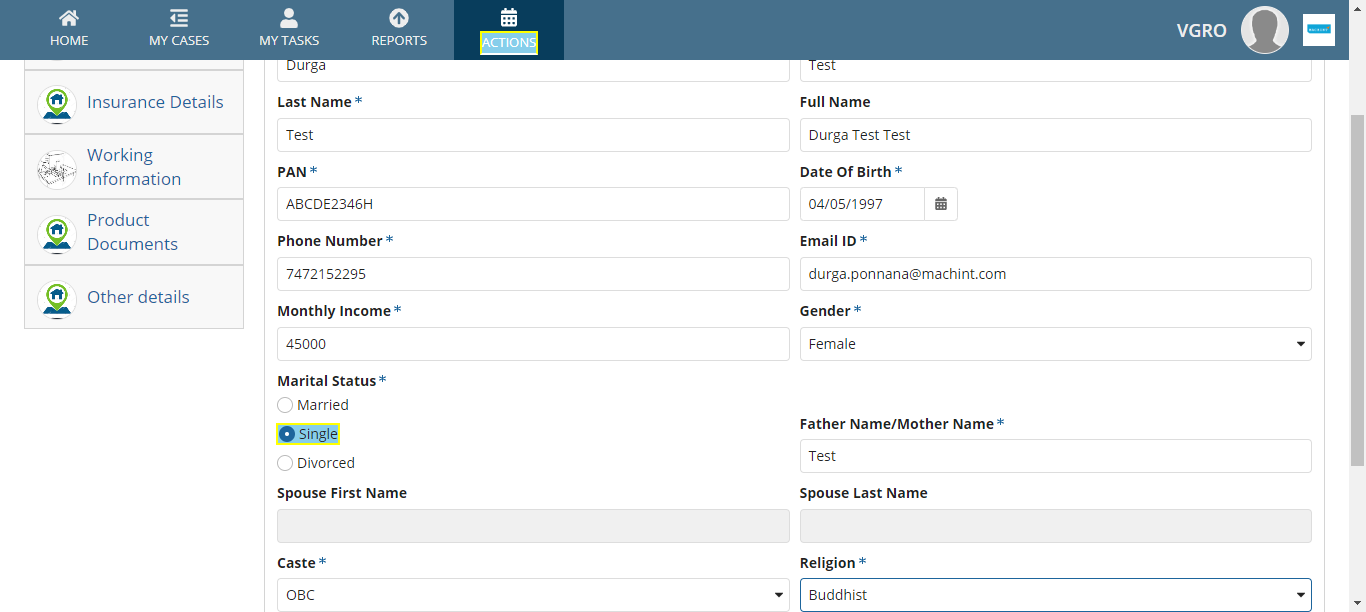 HOME
MY CASES
MY TASKS
REPORTS
ACTIONS
VGRO
Insurance Details
Working
Information
Product
Documents
Other details
Durga
Test
Last Name *
Full Name
Test
Durga Test Test
PAN *
Date Of Birth *
ABCDE2346H
04/05/1997
Phone Number *
Email ID *
7472152295
durga.ponnana@machint.com
Monthly Income *
Gender *
45000
Female
Marital Status *
Married
Single
Divorced
Father Name/Mother Name *
Test
Spouse First Name
Spouse Last Name
Caste *
Religion *
OBC
Buddhist